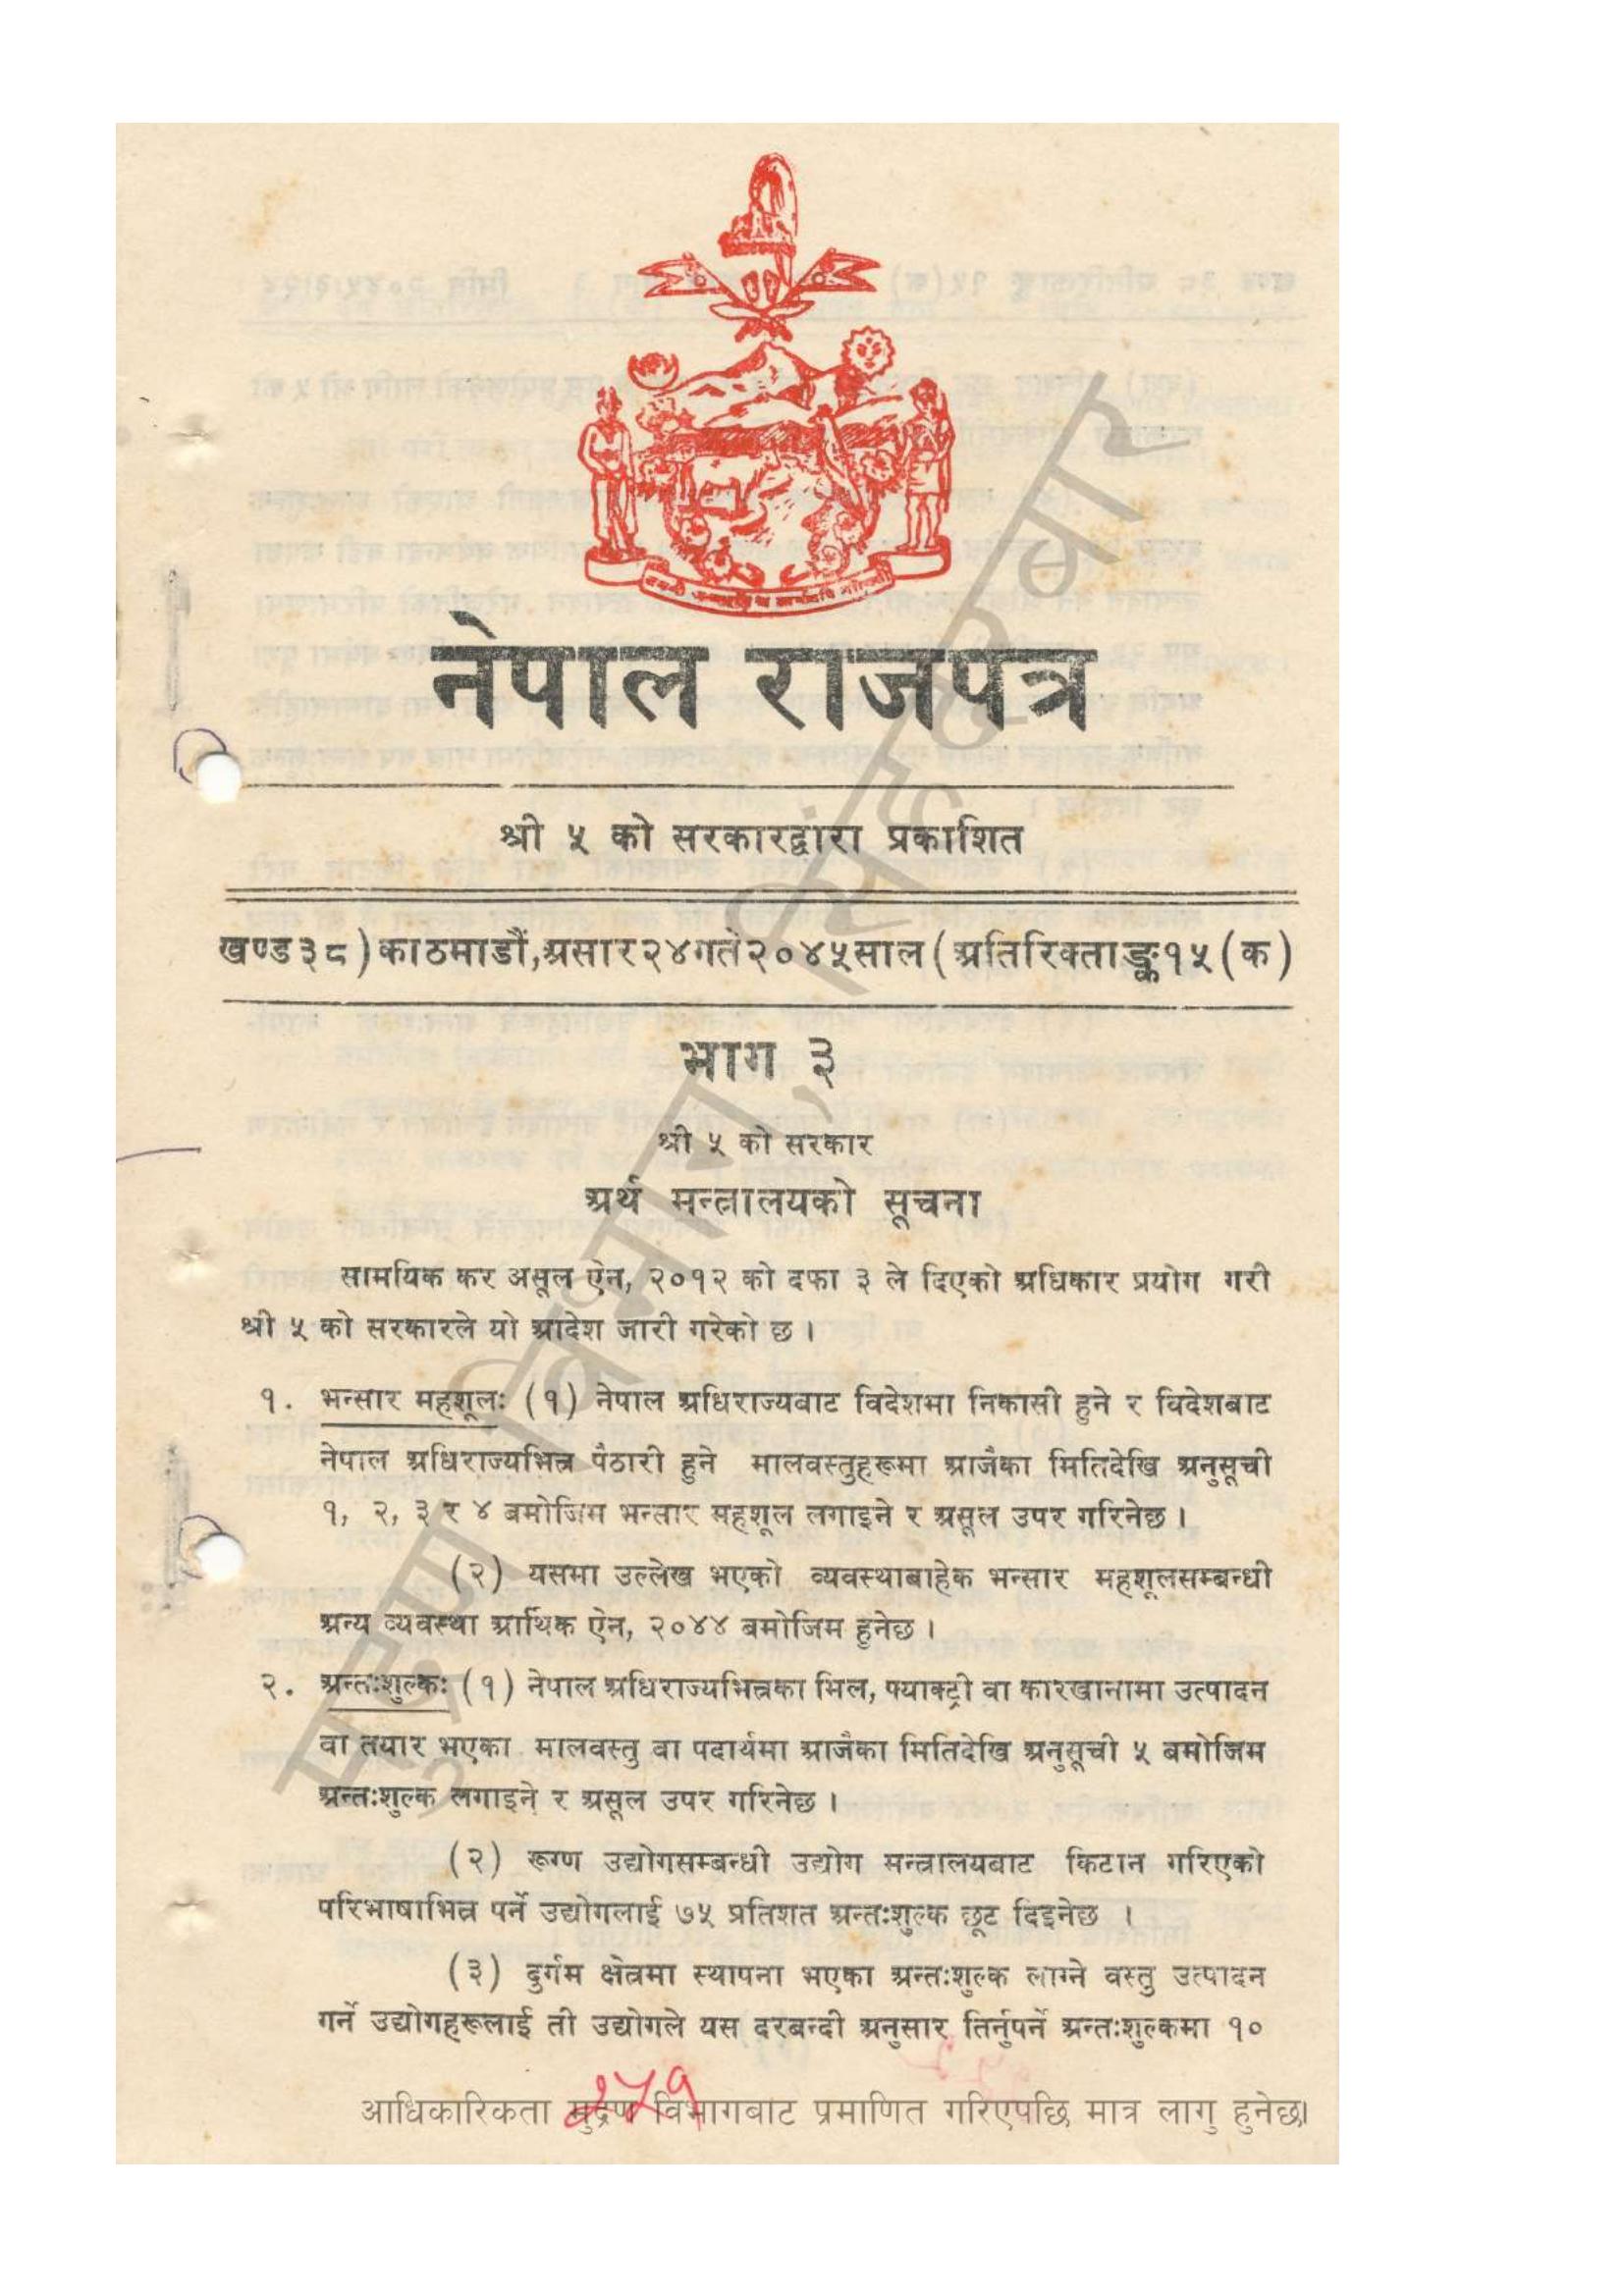 नेपाल राजपत्र
श्री ५ को सरकारद्वारा प्रकाशित
खण्ड ३८) काठमाडौं, असार २४ गते २०४५ साल (अतिरिक्ताङ्क १५ (क)
भाग ३
श्री ५ को सरकार
अर्थ मन्त्रालयको सूचना
सामयिक कर असूल ऐन, २०१२ को दफा ३ ले दिएको अधिकार प्रयोग गरी
श्री ५ को सरकारले यो आदेश जारी गरेको छ ।
१. भन्सार महशूलः (१) नेपाल अधिराज्यबाट विदेशमा निकासी हुने र विदेशबाट
नेपाल अधिराज्यभित्र पैठारी हुने मालवस्तुहरूमा आजैका मितिदेखि अनुसूची
१, २, ३ र ४ बमोजिम भन्सार महशूल लगाइने र असूल उपर गरिनेछ ।
(२) यसमा उल्लेख भएको व्यवस्थाबाहेक भन्सार महशूलसम्बन्धी
अन्य व्यवस्था आर्थिक ऐन, २०४४ बमोजिम हुनेछ ।
२. अन्तःशुल्कः (१) नेपाल अधिराज्यभित्रका मिल, फ्याक्ट्री वा कारखानामा उत्पादन
वा तयार भएका मालवस्तु वा पदार्थमा आजैका मितिदेखि अनुसूची ५ बमोजिम
अन्तःशुल्क लगाइने र असूल उपर गरिनेछ ।
(२) रूग्ण उद्योगसम्बन्धी उद्योग मन्त्रालयबाट किटान गरिएको
परिभाषाभित्र पर्ने उद्योगलाई ७५ प्रतिशत अन्तःशुल्क छूट दिइनेछ ।
(३) दुर्गम क्षेत्रमा स्थापना भएका अन्तःशुल्क लाग्ने वस्तु उत्पादन
गर्ने उद्योगहरूलाई ती उद्योगले यस दरबन्दी अनुसार तिर्नुपर्ने अन्तःशुल्कमा १०
२५१
आधिकारिकता मुद्रण विभागबाट प्रमाणित गरिएपछि मात्र लागु हुनेछ।
मुद्रण विभाग, सिंहदरबार